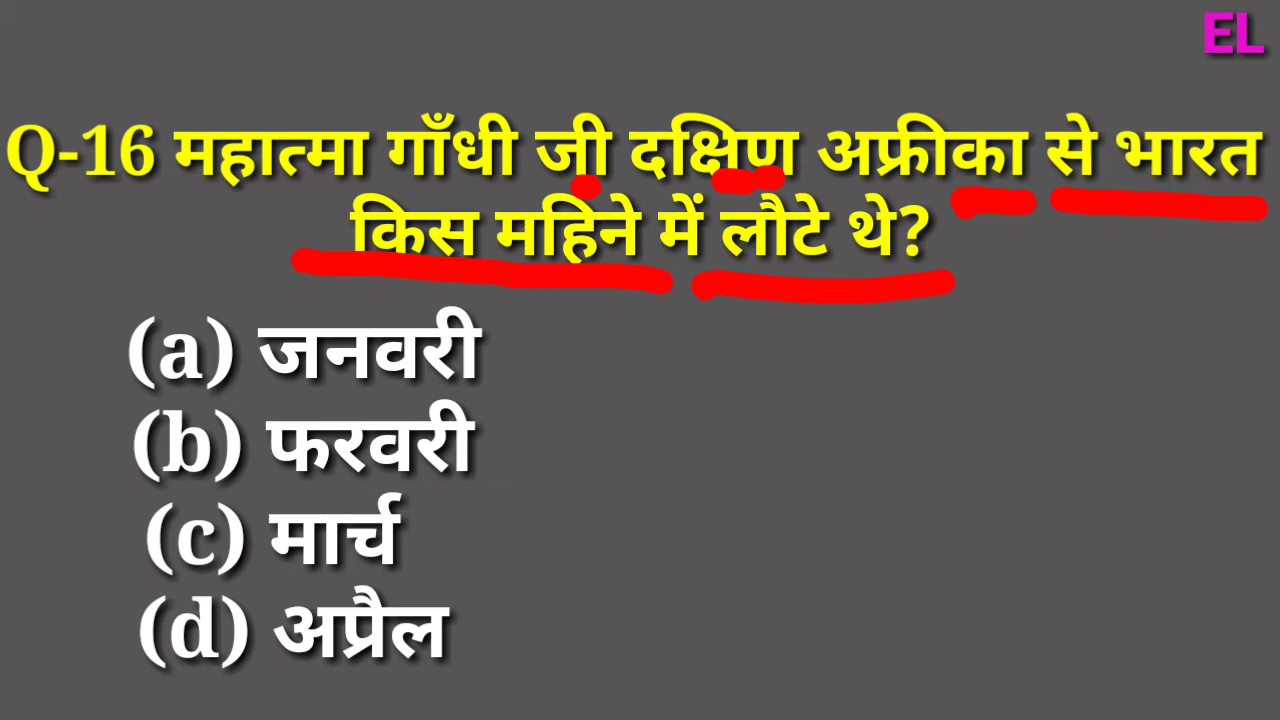 EL
Q-16 महात्मा गाँधी जी दक्षिण अफ्रीका से भारत
किस महिने में लौटे थे?
(a) जनवरी
(b) फरवरी
(c) मार्च
(d) अप्रैल